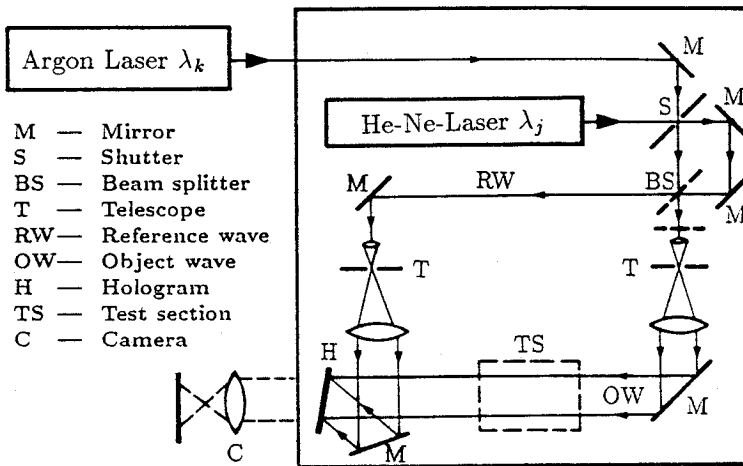 Argon Laser λk
He-Ne-Laser λj
M — Mirror
S — Shutter
BS — Beam splitter
T — Telescope
RW — Reference wave
OW — Object wave
H — Hologram
TS — Test section
C — Camera
M
M
S
M
RW
BS
M
T
T
TS
H
OW
M
M
C